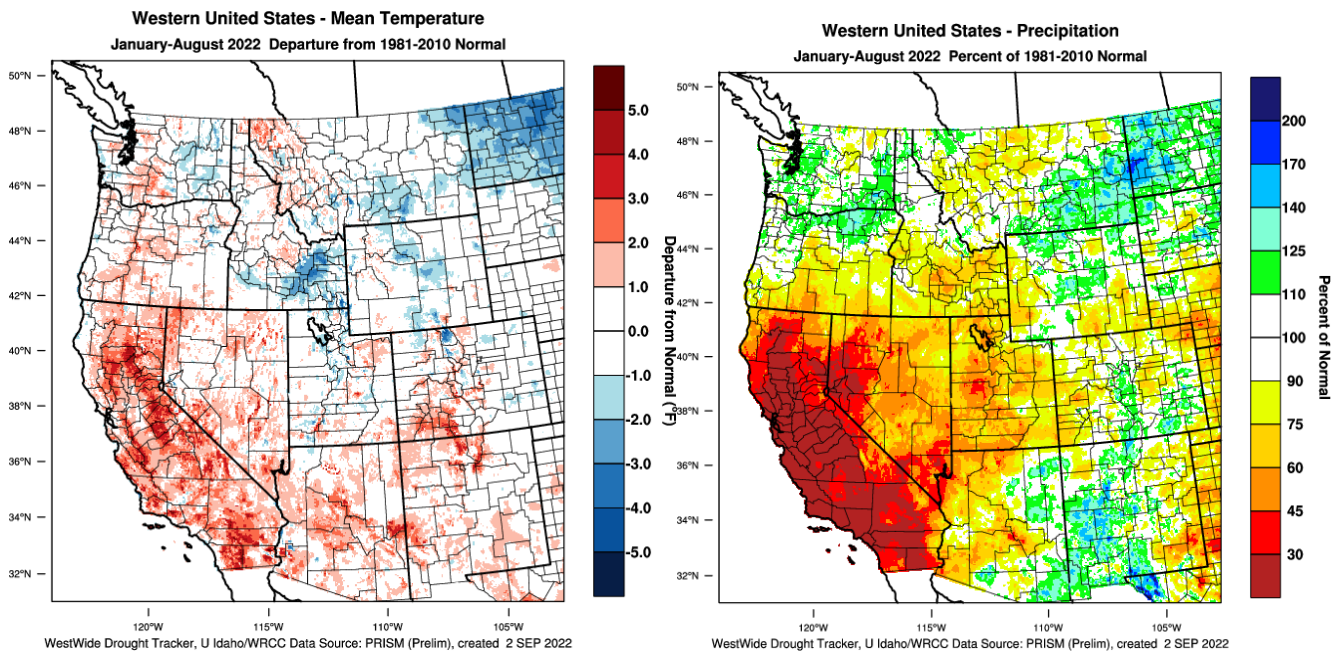 Western United States - Mean Temperature
January-August 2022 Departure from 1981-2010 Normal
50°N
48°N
46°N
44°N
42°N
40°N
38°N
36°N
34°N
32°N
120°W
115°W
110°W
105°W
5.0
4.0
3.0
2.0
1.0
0.0
-1.0
-2.0
-3.0
-4.0
-5.0
Departure from Normal (°F)
WestWide Drought Tracker, U Idaho/WRCC Data Source: PRISM (Prelim), created 2 SEP 2022
Western United States - Precipitation
January-August 2022 Percent of 1981-2010 Normal
50°N
48°N
46°N
44°N
42°N
40°N
38°N
36°N
34°N
32°N
120°W
115°W
110°W
105°W
200
170
140
125
110
100
90
75
60
45
30
Percent of Normal
WestWide Drought Tracker, U Idaho/WRCC Data Source: PRISM (Prelim), created 2 SEP 2022